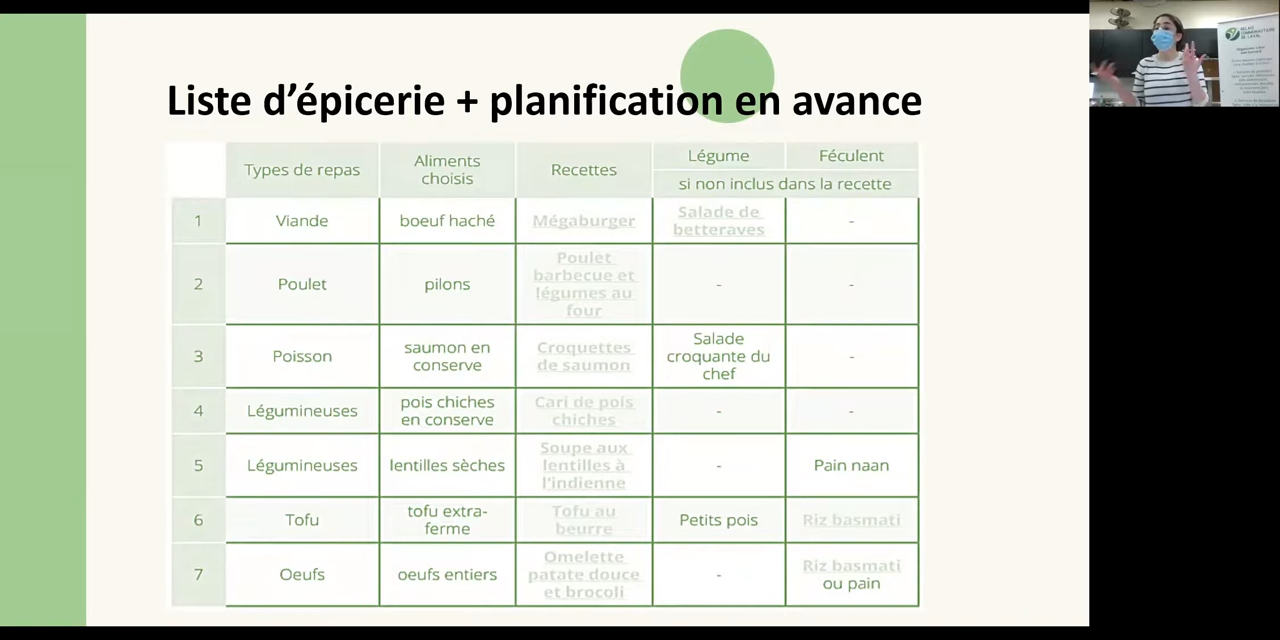 Liste d’épicerie + planification en avance
Types de repas
Aliments
choisis
Recettes
Légume
Féculent
si non inclus dans la recette
1
Viande
boeuf haché
Mégaburger
Salade de
betteraves
-
2
Poulet
pilons
Poulet
barbecue et
légumes au
four
-
-
3
Poisson
saumon en
conserve
Croquettes
de saumon
Salade
croquante du
chef
-
4
Légumineuses
pois chiches
en conserve
Cari de pois
chiches
-
-
5
Légumineuses
lentilles sèches
Soupe aux
lentilles à
l’indienne
-
Pain naan
6
Tofu
tofu extra-
ferme
Tofu au
beurre
Petits pois
Riz basmati
7
Oeufs
oeufs entiers
Omelette
patate douce
et brocoli
-
Riz basmati
ou pain
RELAIS
COMMUNAUTAIRE
DE LAVAL